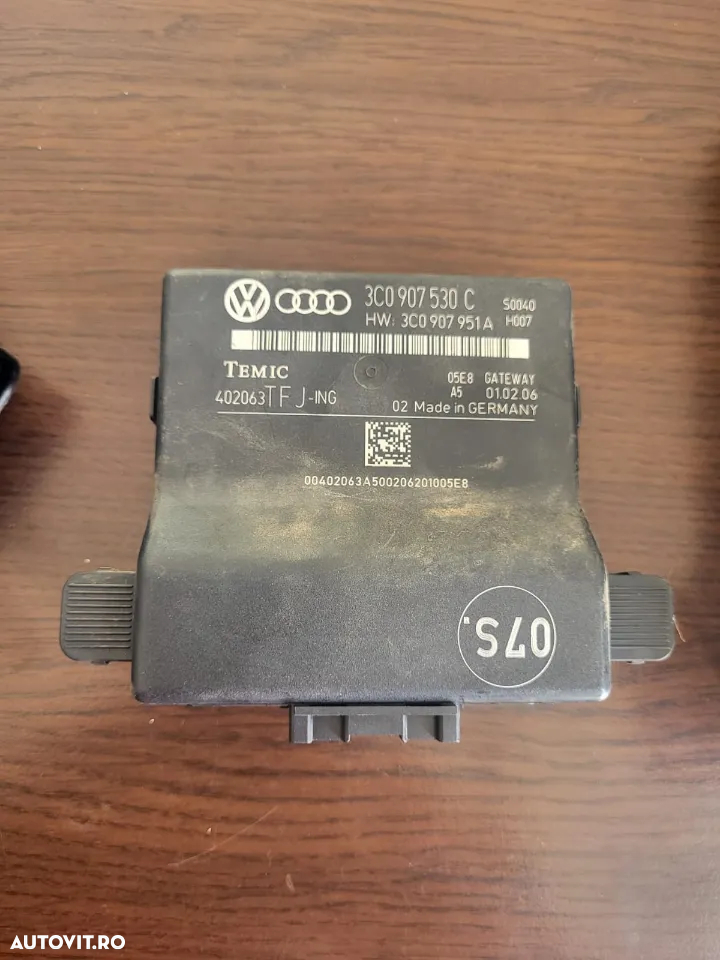 3C0 907 530 C S0040
HW: 3C0 907 951 A H007
TEMIC
402063TFJ-ING
05E8 GATEWAY
A5 01.02.06
02 Made in GERMANY
00402063A500206201005E8
07S.
AUTOVIT.RO